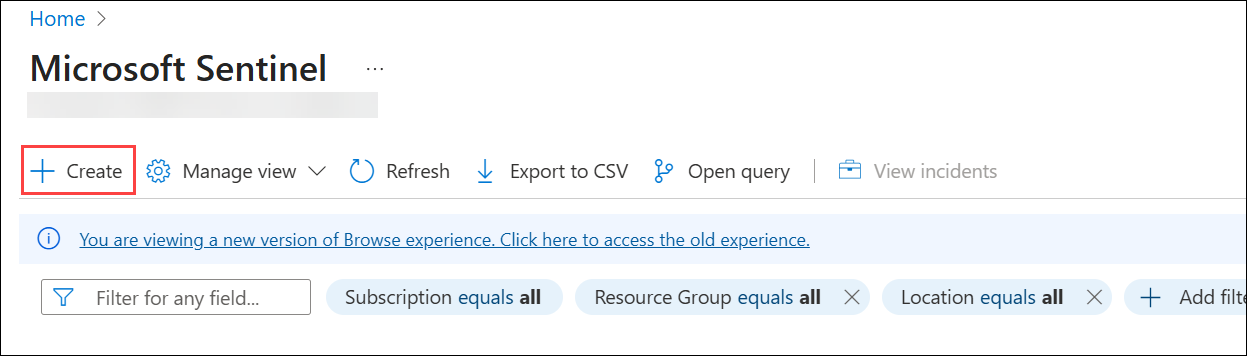 Home >
Microsoft Sentinel ...
Create Manage view Refresh Export to CSV Open query View incidents
You are viewing a new version of Browse experience. Click here to access the old experience.
Filter for any field... Subscription equals all Resource Group equals all Location equals all Add filte